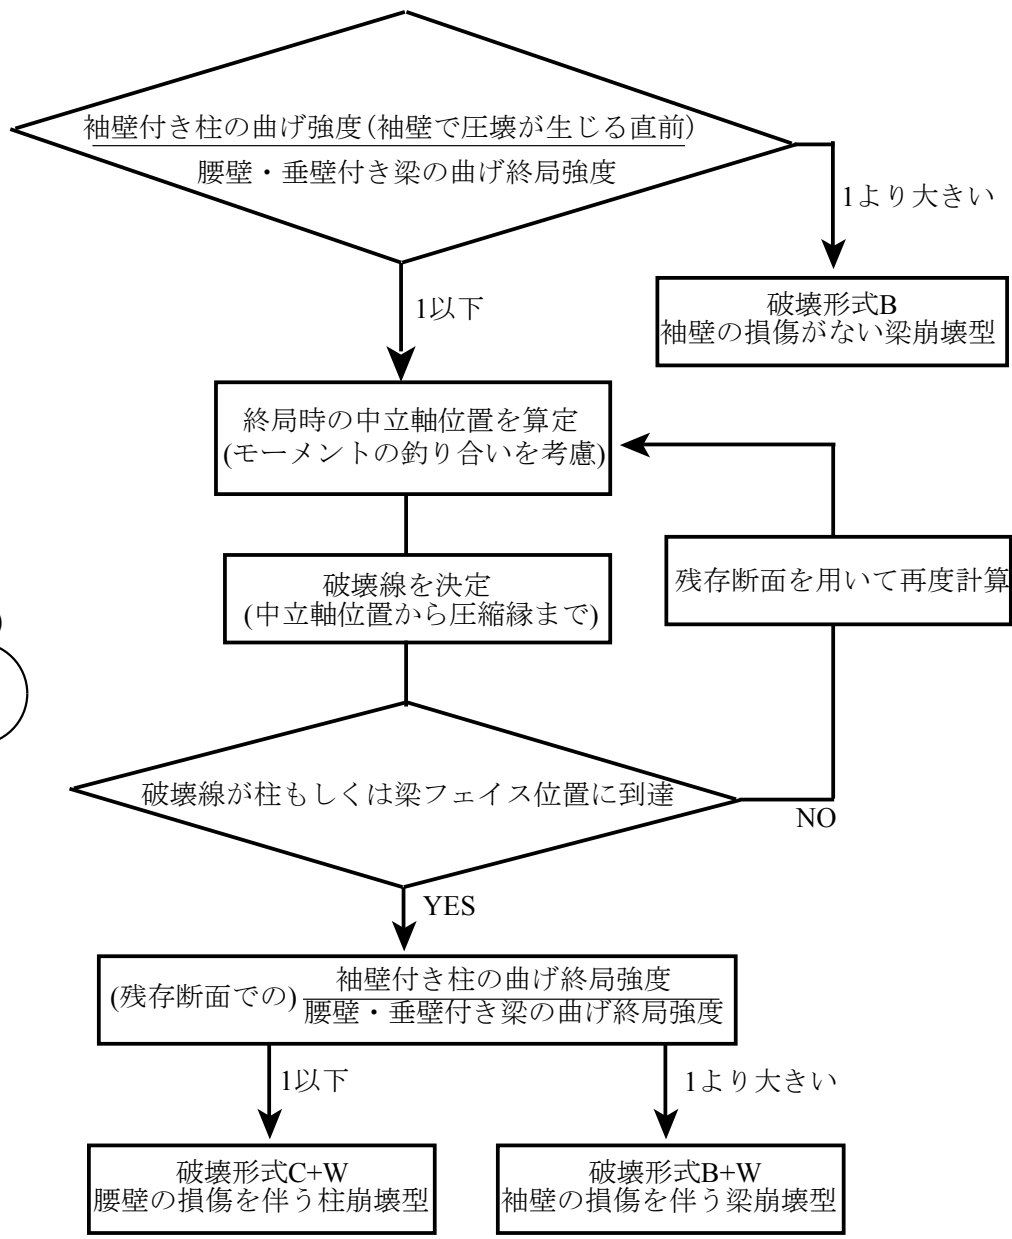 袖壁付き柱の曲げ強度(袖壁で圧壊が生じる直前)
腰壁・垂壁付き梁の曲げ終局強度
1より大きい
破壊形式B
袖壁の損傷がない梁崩壊型
1以下
終局時の中立軸位置を算定
(モーメントの釣り合いを考慮)
残存断面を用いて再度計算
破壊線を決定
(中立軸位置から圧縮縁まで)
破壊線が柱もしくは梁フェイス位置に到達
NO
YES
(残存断面での)
袖壁付き柱の曲げ終局強度
腰壁・垂壁付き梁の曲げ終局強度
1以下
1より大きい
破壊形式C+W
腰壁の損傷を伴う柱崩壊型
破壊形式B+W
袖壁の損傷を伴う梁崩壊型